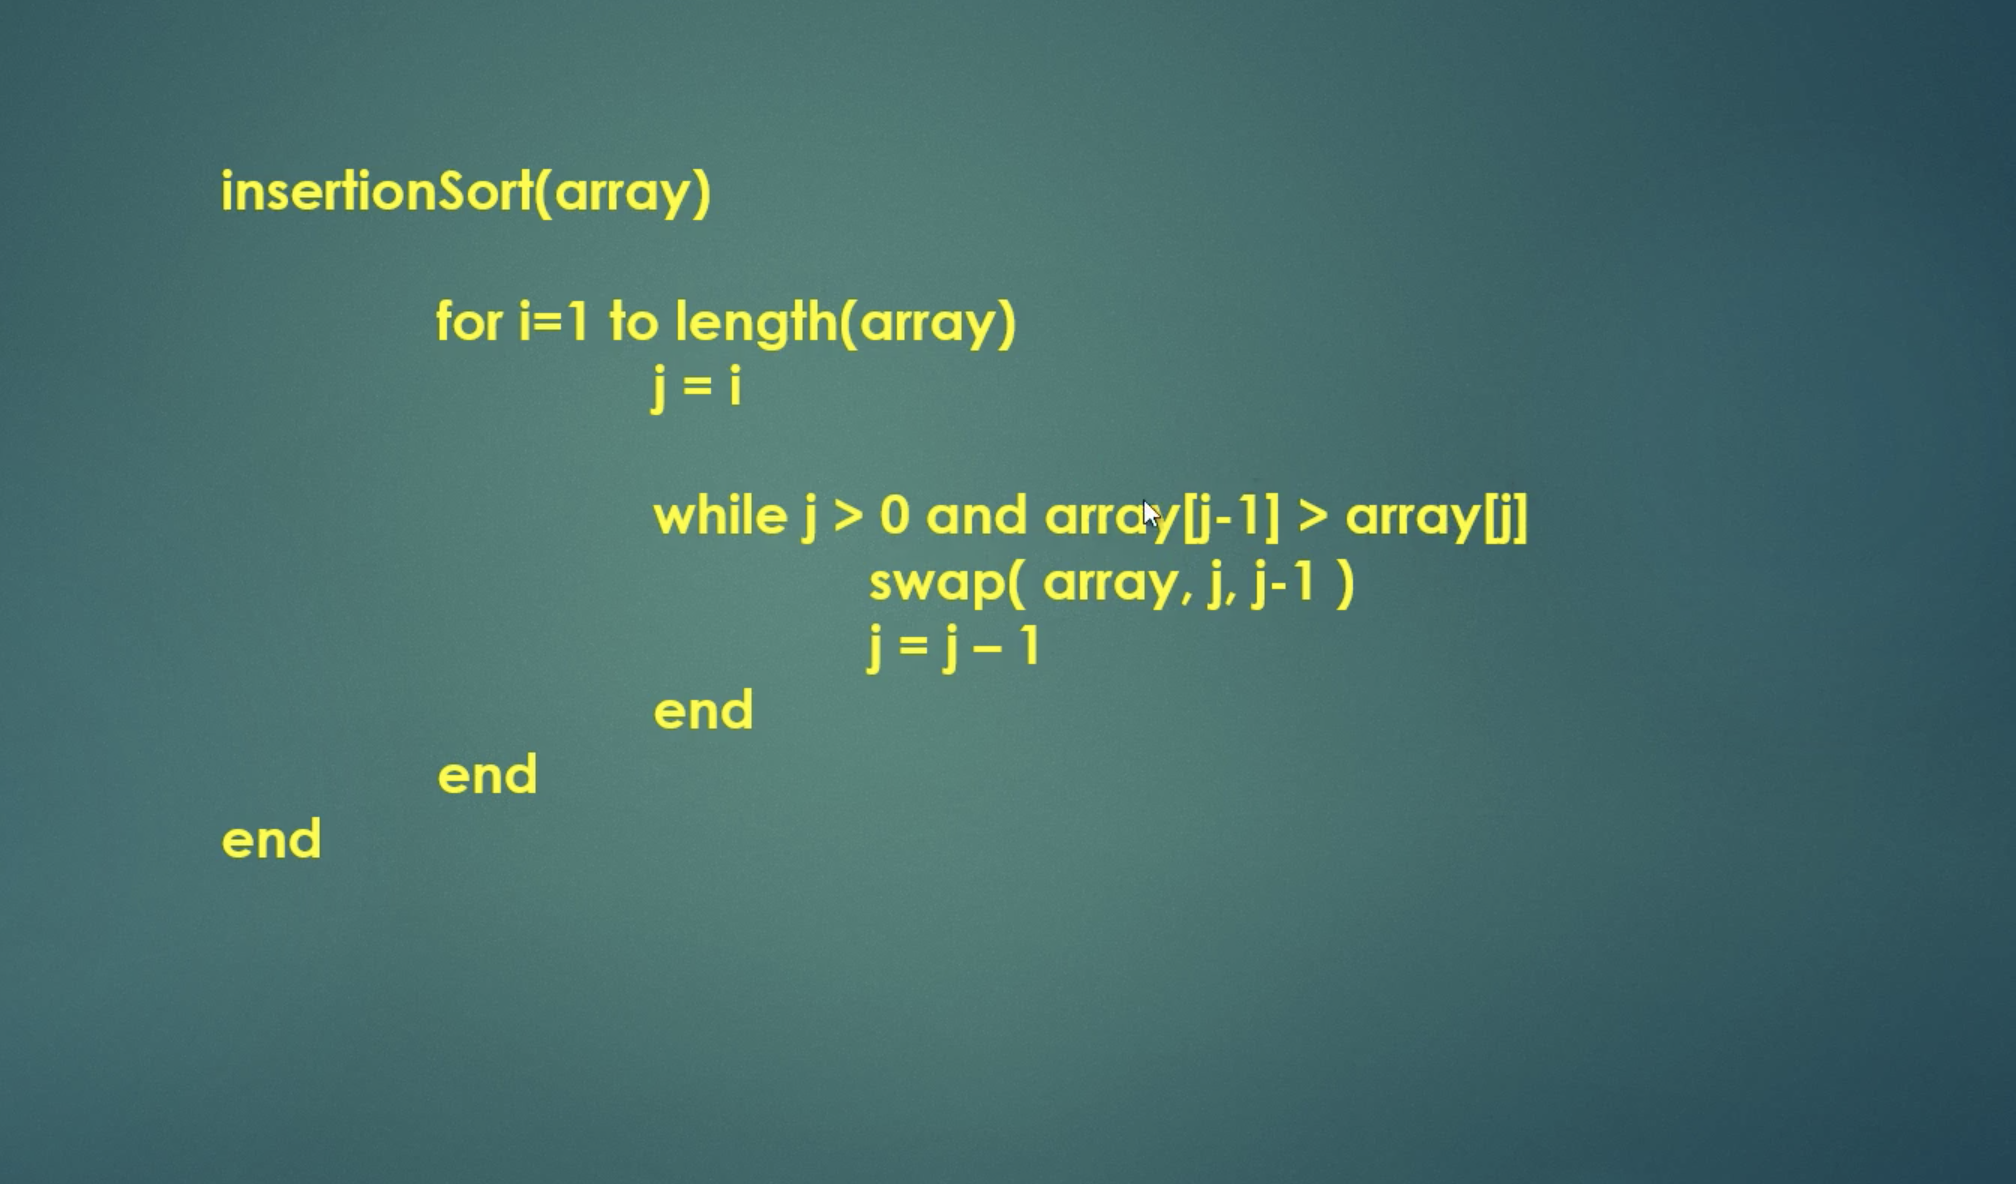 insertionSort(array)
for i=1 to length(array)
j = i
while j > 0 and array[j-1] > array[j]
swap( array, j, j-1 )
j = j – 1
end
end
end